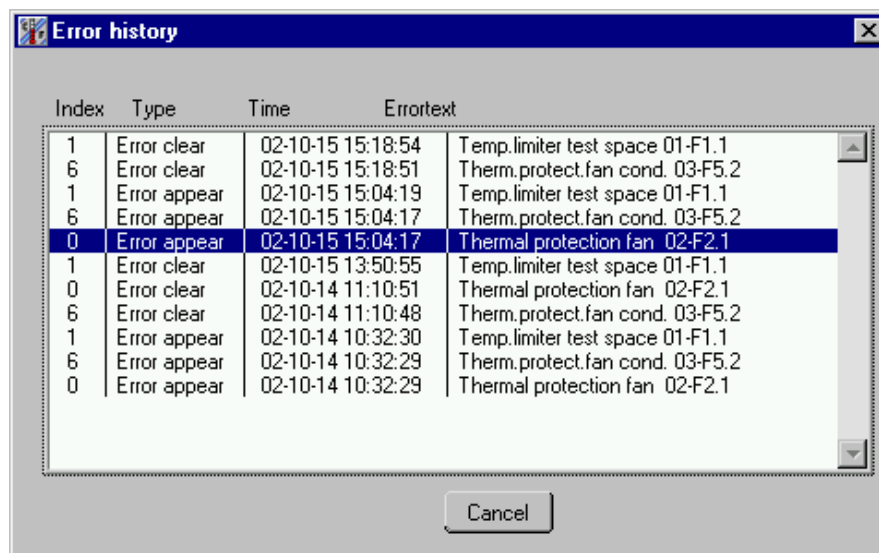 Error history
Index Type Time Errortext
1 Error clear 02-10-15 15:18:54 Temp.limiter test space 01-F1.1
6 Error clear 02-10-15 15:18:51 Therm.protect.fan cond. 03-F5.2
1 Error appear 02-10-15 15:04:19 Temp.limiter test space 01-F1.1
6 Error appear 02-10-15 15:04:17 Therm.protect.fan cond. 03-F5.2
0 Error appear 02-10-15 15:04:17 Thermal protection fan 02-F2.1
1 Error clear 02-10-15 13:50:55 Temp.limiter test space 01-F1.1
0 Error clear 02-10-14 11:10:51 Thermal protection fan 02-F2.1
6 Error clear 02-10-14 11:10:48 Therm.protect.fan cond. 03-F5.2
1 Error appear 02-10-14 10:32:30 Temp.limiter test space 01-F1.1
6 Error appear 02-10-14 10:32:29 Therm.protect.fan cond. 03-F5.2
0 Error appear 02-10-14 10:32:29 Thermal protection fan 02-F2.1
Cancel